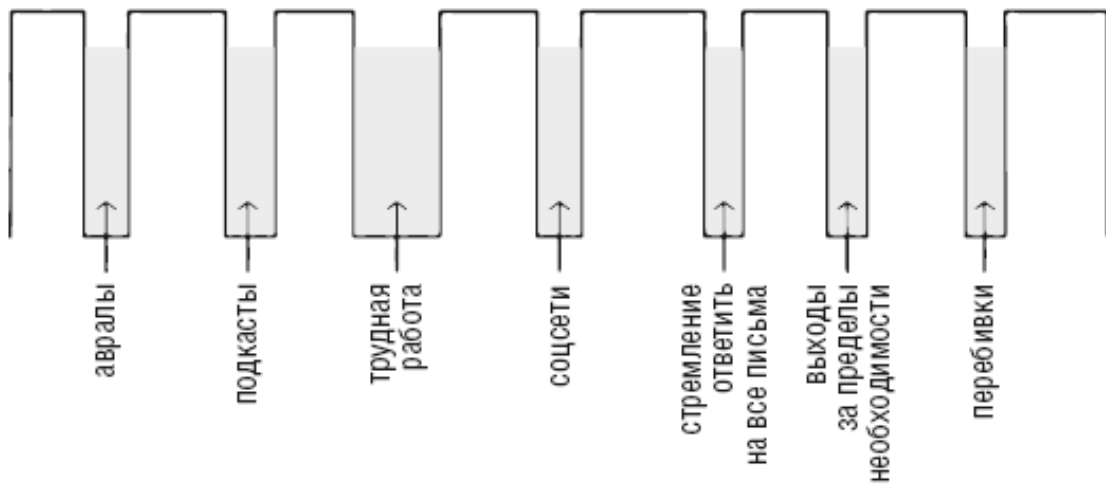 авралы
подкасты
трудная
работа
соцсети
стремление
ответить
на все письма
выходы
за пределы
необходимости
перебивки